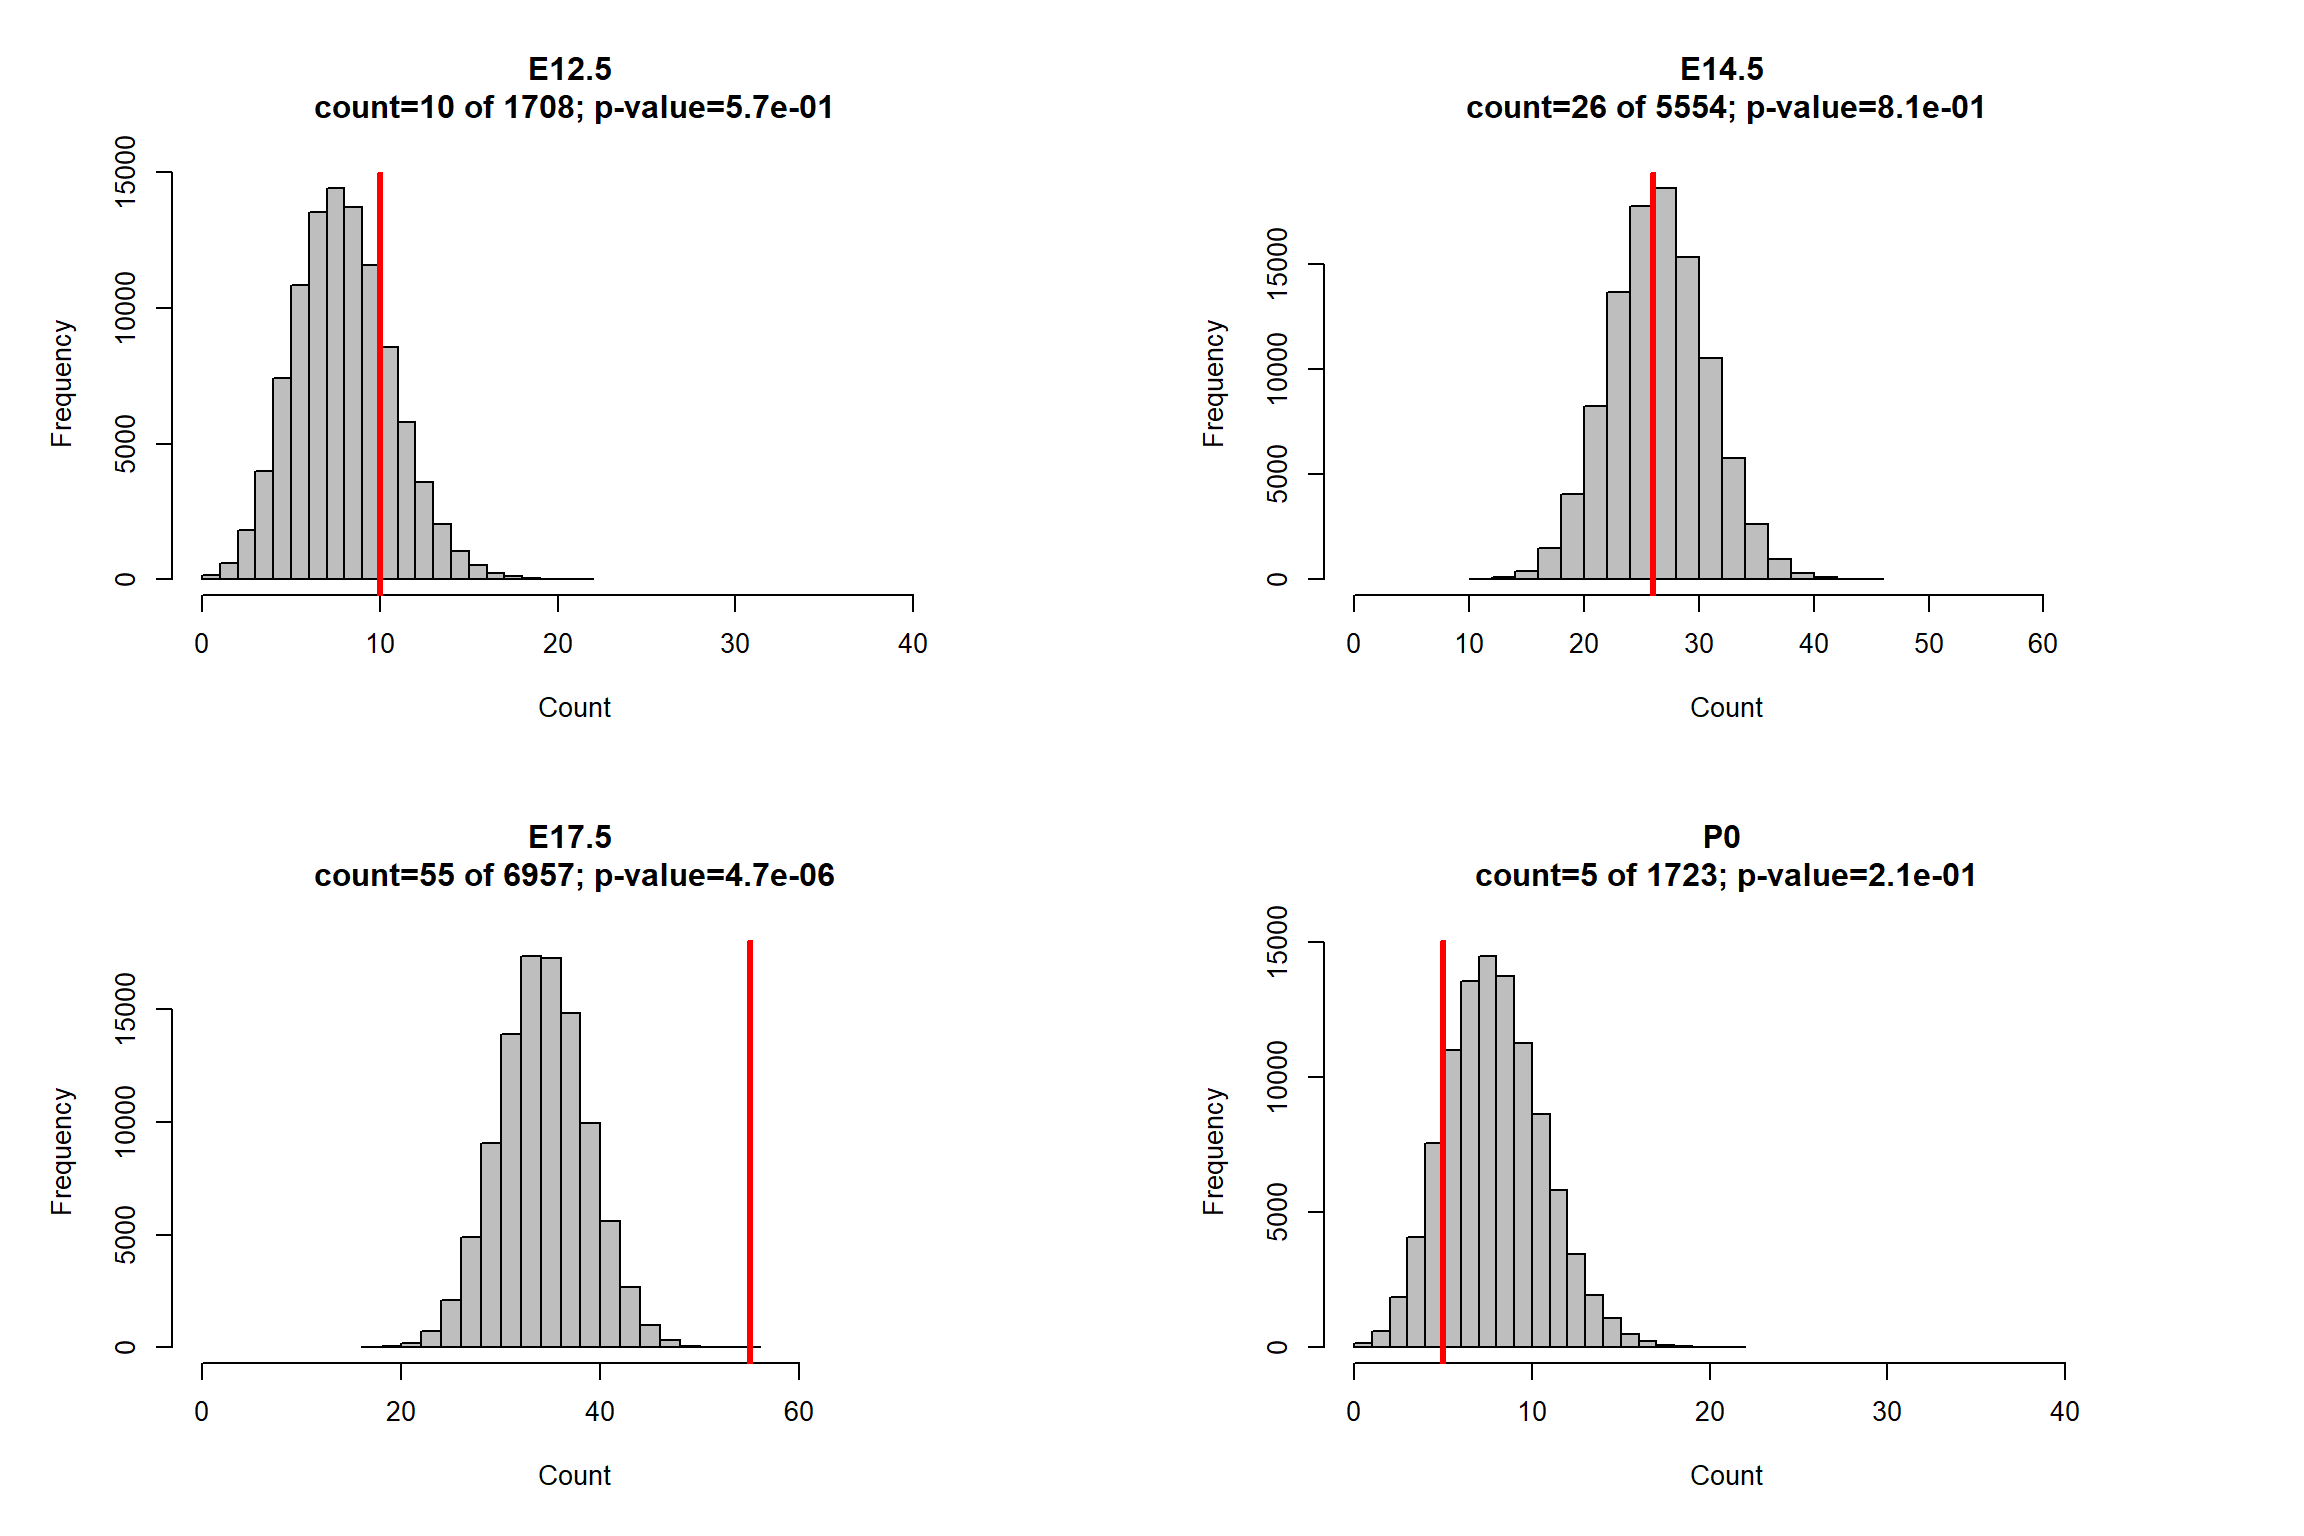 E12.5
count=10 of 1708; p-value=5.7e-01
Frequency
0
5000
10000
15000
0 10 20 30 40
Count
E14.5
count=26 of 5554; p-value=8.1e-01
Frequency
0
5000
10000
15000
0 10 20 30 40 50 60
Count
E17.5
count=55 of 6957; p-value=4.7e-06
Frequency
0
5000
10000
15000
0 20 40 60
Count
P0
count=5 of 1723; p-value=2.1e-01
Frequency
0
5000
10000
15000
0 10 20 30 40
Count